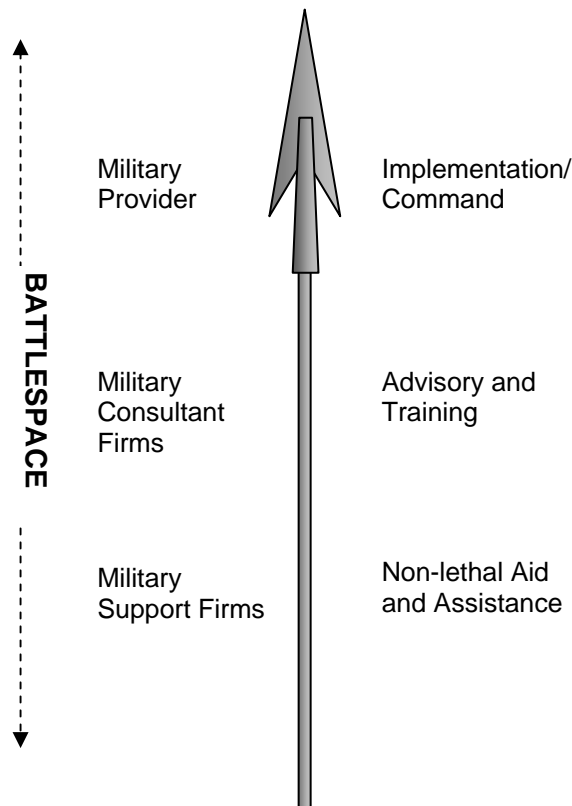 Military
Provider
Implementation/
Command
BATTLESPACE
Military
Consultant
Firms
Advisory and
Training
Military
Support Firms
Non-lethal Aid
and Assistance